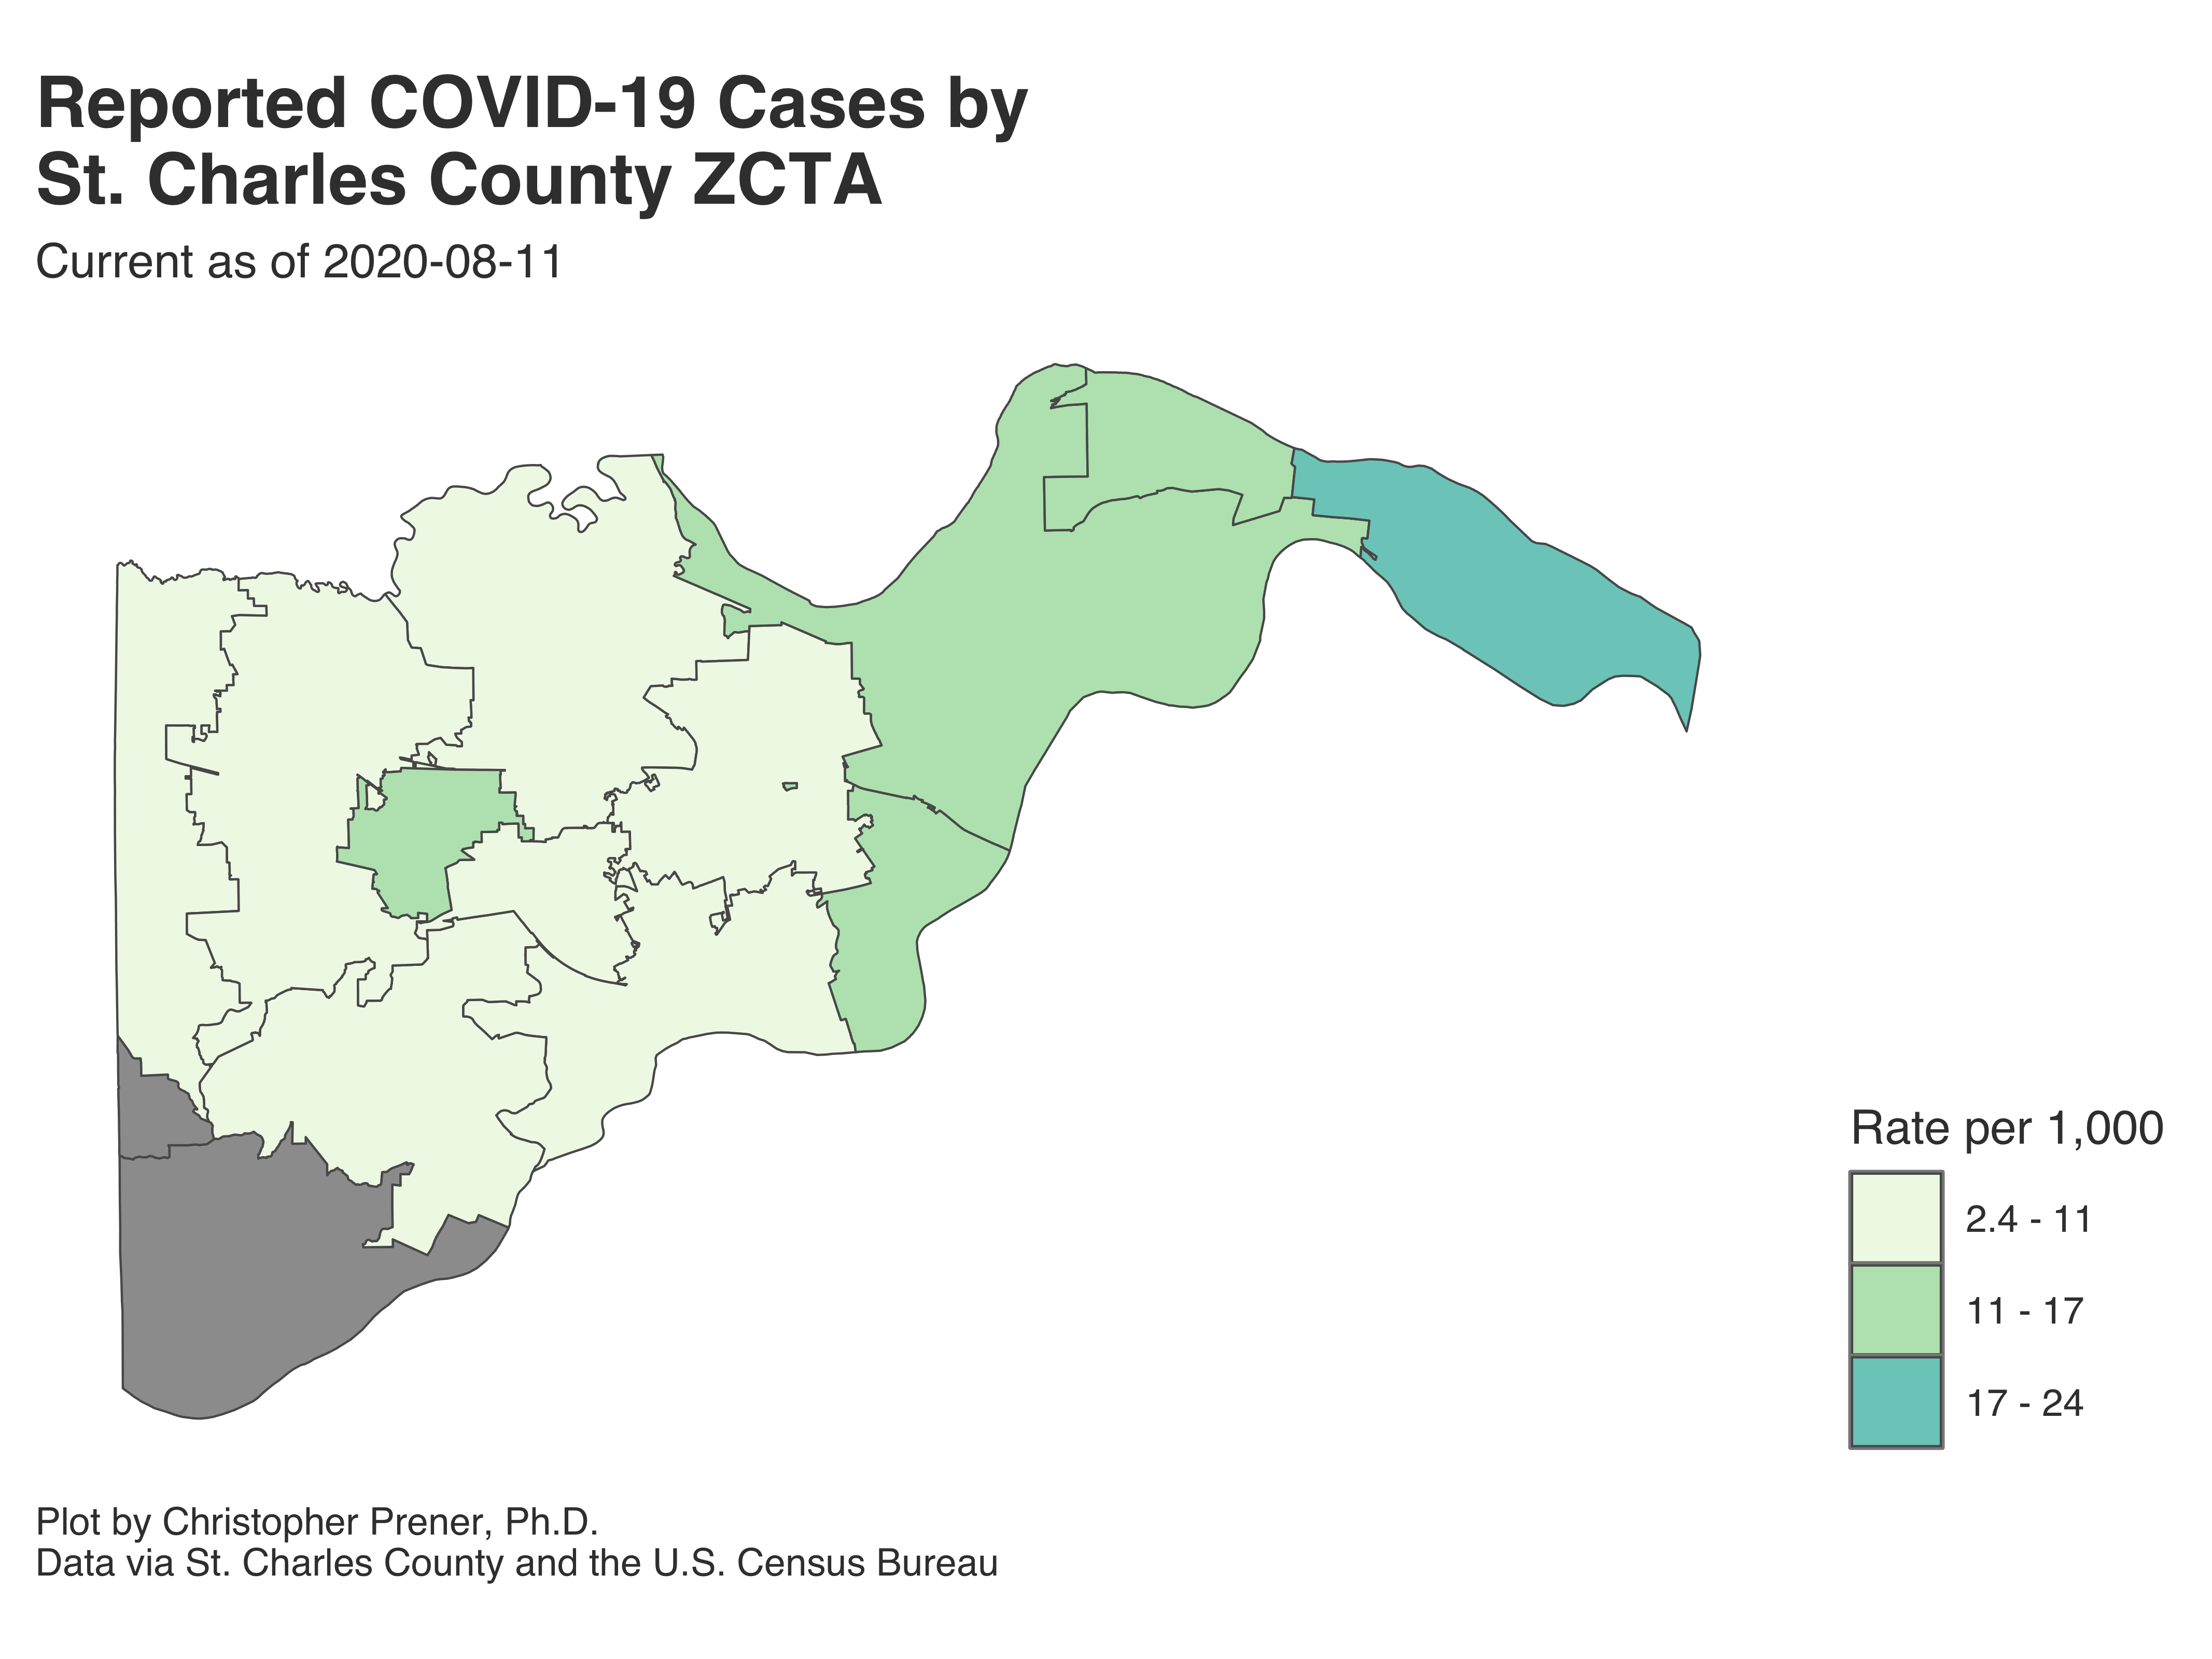 Reported COVID-19 Cases by
St. Charles County ZCTA
Current as of 2020-08-11
Rate per 1,000
2.4 - 11
11 - 17
17 - 24
Plot by Christopher Prener, Ph.D.
Data via St. Charles County and the U.S. Census Bureau